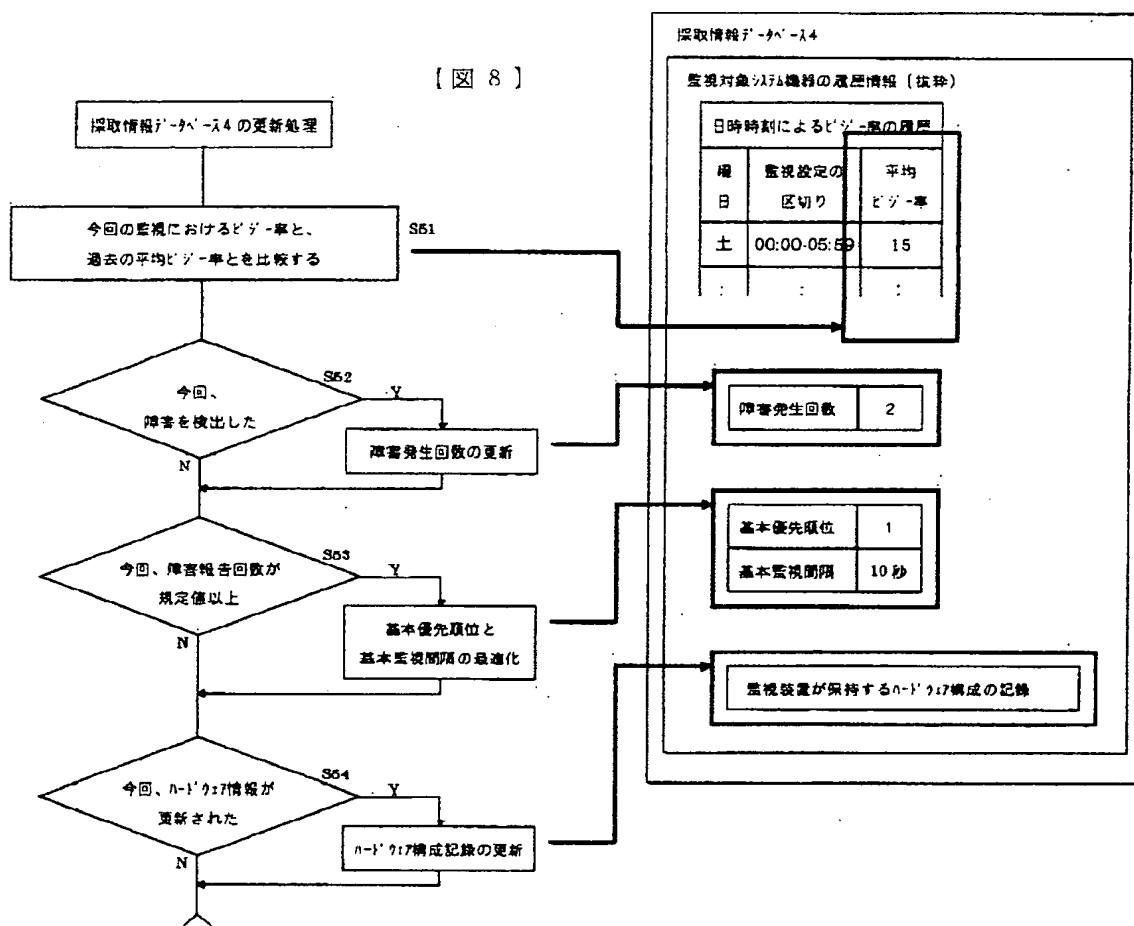 【図 8】
採取情報データベース4の更新処理
今回の監視におけるビジー率と、
過去の平均ビジー率とを比較する
S51
今回、
障害を検出した
S52
Y
N
障害発生回数の更新
今回、障害報告回数が
規定値以上
S53
Y
N
基本優先順位と
基本監視間隔の最適化
今回、ハードウェア情報が
更新された
S54
Y
N
ハードウェア構成記録の更新
採取情報データベース4
監視対象システム機器の履歴情報(抜粋)
日時時刻によるビジー率の履歴
曜
日
監視設定の
区切り
平均
ビジー率
土 00:00-05:59 15
: : :
障害発生回数 2
基本優先順位 1
基本監視間隔 10秒
監視装置が保持するハードウェア構成の記録